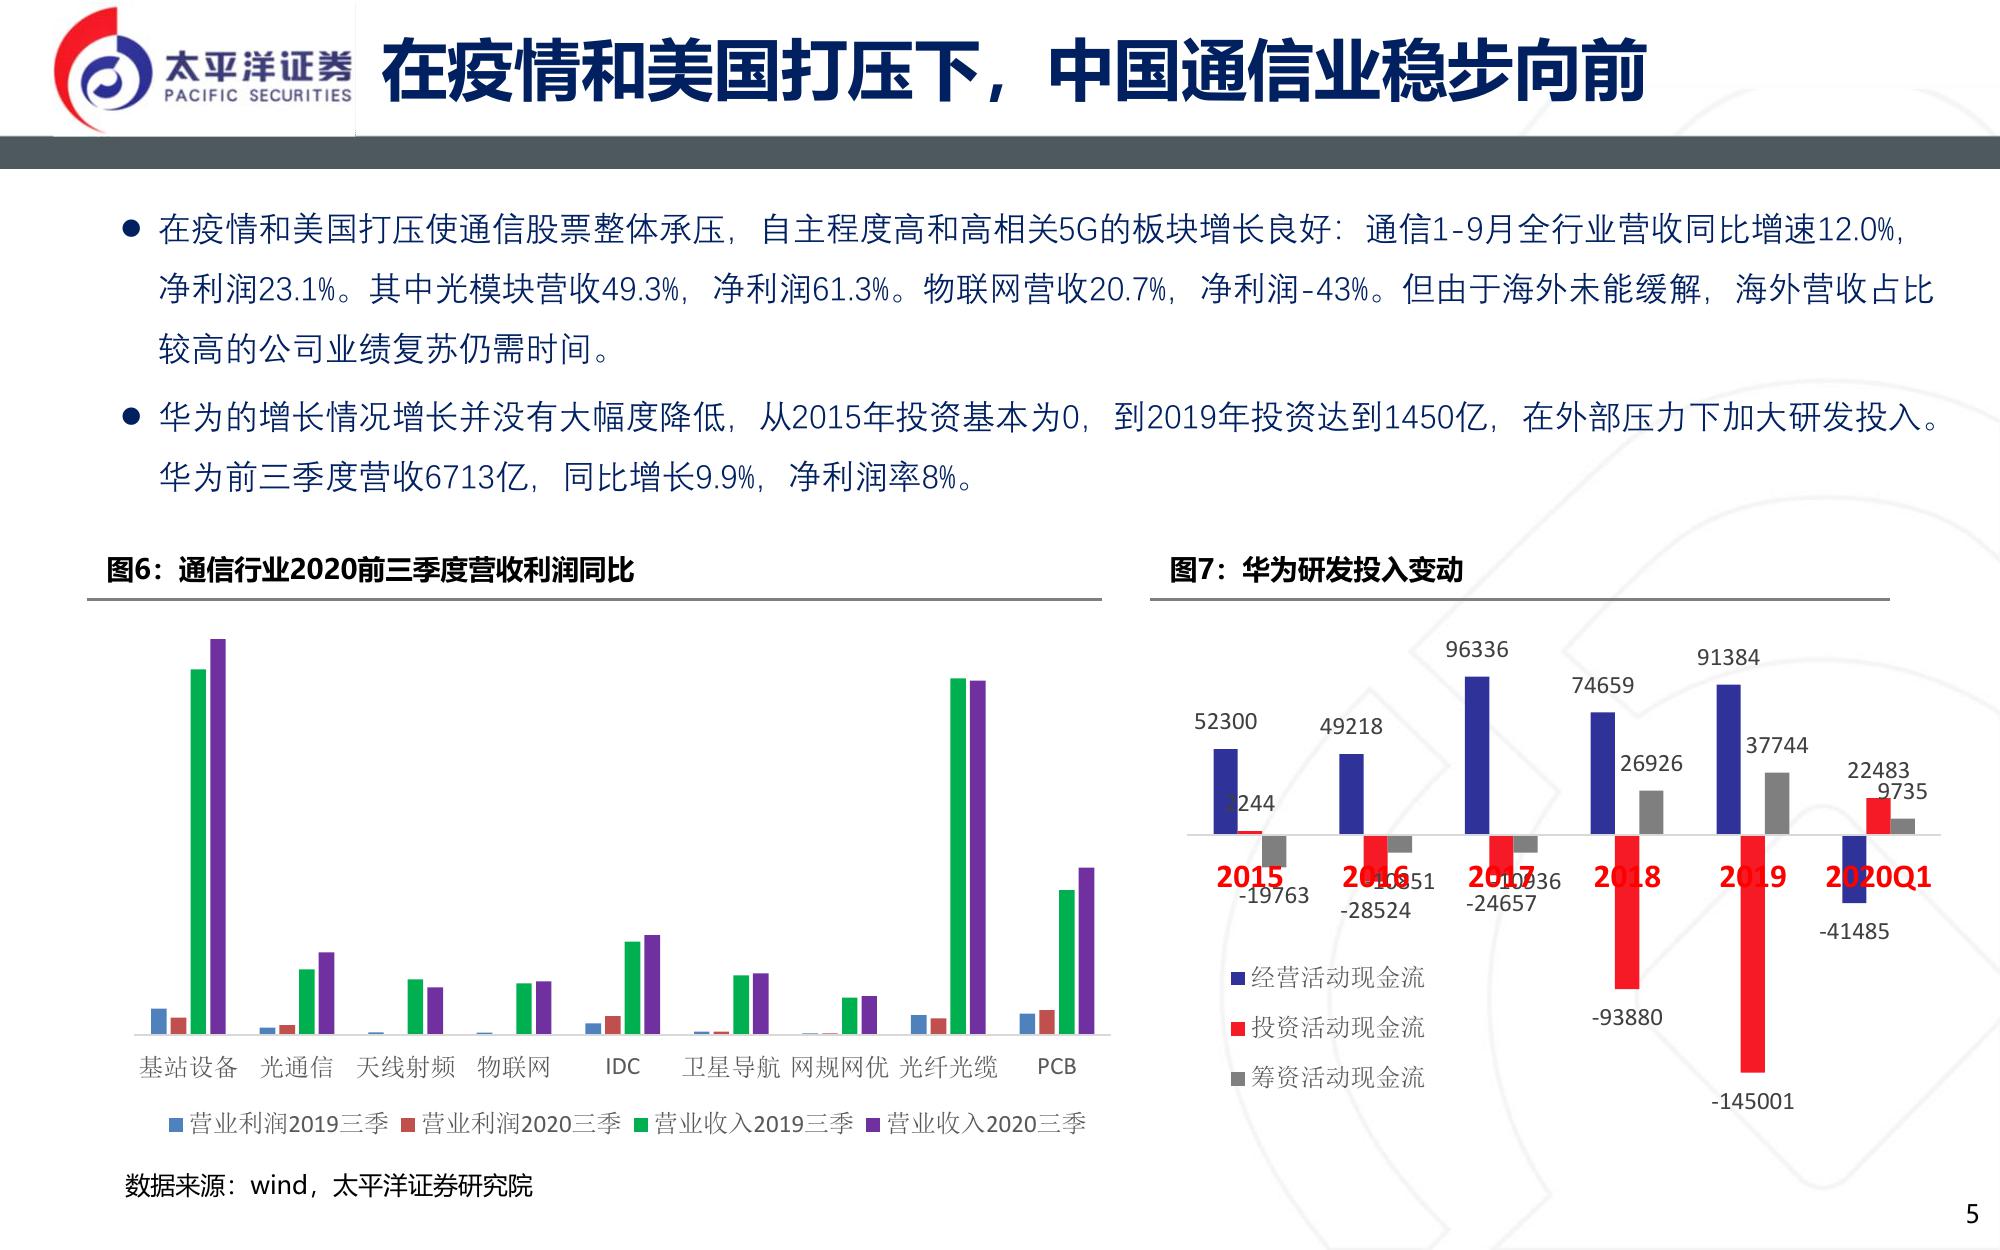 太平洋证券
PACIFIC SECURITIES
在疫情和美国打压下，中国通信业稳步向前
● 在疫情和美国打压使通信股票整体承压，自主程度高和高相关5G的板块增长良好：通信1-9月全行业营收同比增速12.0%，
净利润23.1%。其中光模块营收49.3%，净利润61.3%。物联网营收20.7%，净利润-43%。但由于海外未能缓解，海外营收占比
较高的公司业绩复苏仍需时间。
● 华为的增长情况增长并没有大幅度降低，从2015年投资基本为0，到2019年投资达到1450亿，在外部压力下加大研发投入。
华为前三季度营收6713亿，同比增长9.9%，净利润率8%。
图6：通信行业2020前三季度营收利润同比
基站设备 光通信 天线射频 物联网 IDC 卫星导航 网规网优 光纤光缆 PCB
营业利润2019三季 营业利润2020三季 营业收入2019三季 营业收入2020三季
数据来源：wind，太平洋证券研究院
图7：华为研发投入变动
96336
91384
74659
52300
49218
37744
26926
22483
9735
2244
2015 2016 2017 2018 2019 2020Q1
-19763
-10936
-28524
-24657
-41485
经营活动现金流
投资活动现金流
-93880
筹资活动现金流
-145001
5